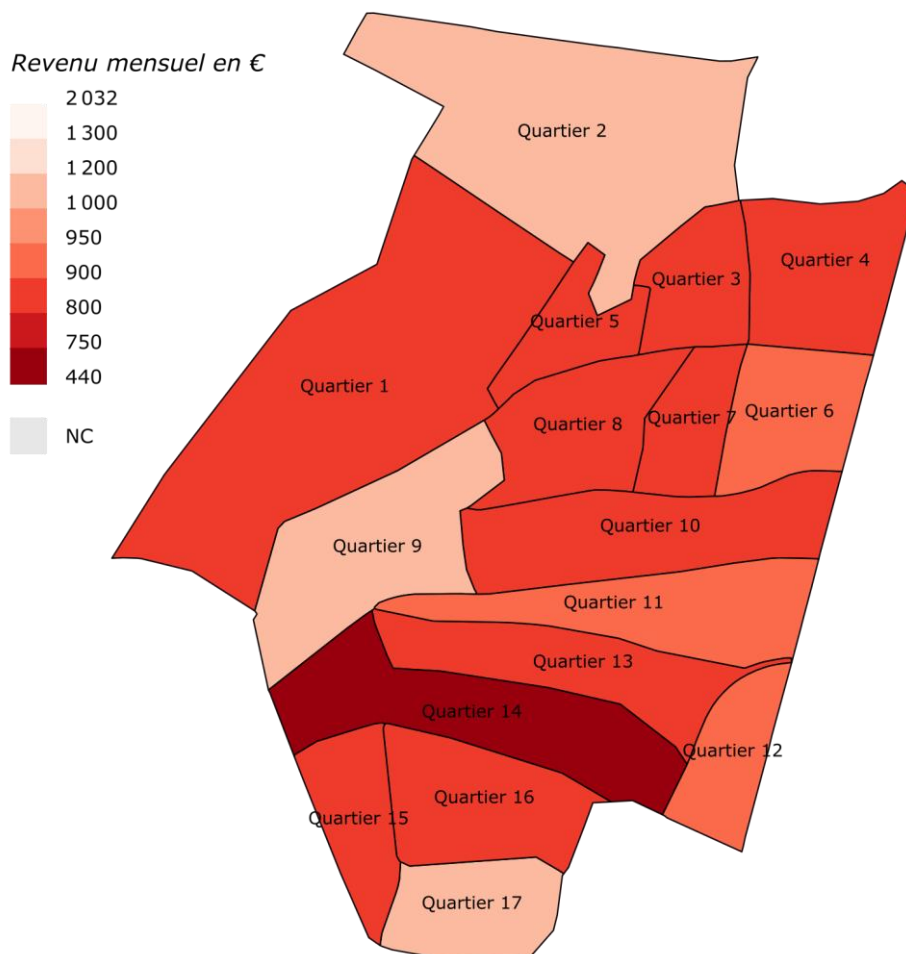 Revenu mensuel en €
2 032
1 300
1 200
1 000
950
900
800
750
440
NC
Quartier 2
Quartier 4
Quartier 3
Quartier 5
Quartier 1
Quartier 6
Quartier 8
Quartier 7
Quartier 10
Quartier 9
Quartier 11
Quartier 13
Quartier 14
Quartier 12
Quartier 16
Quartier 15
Quartier 17